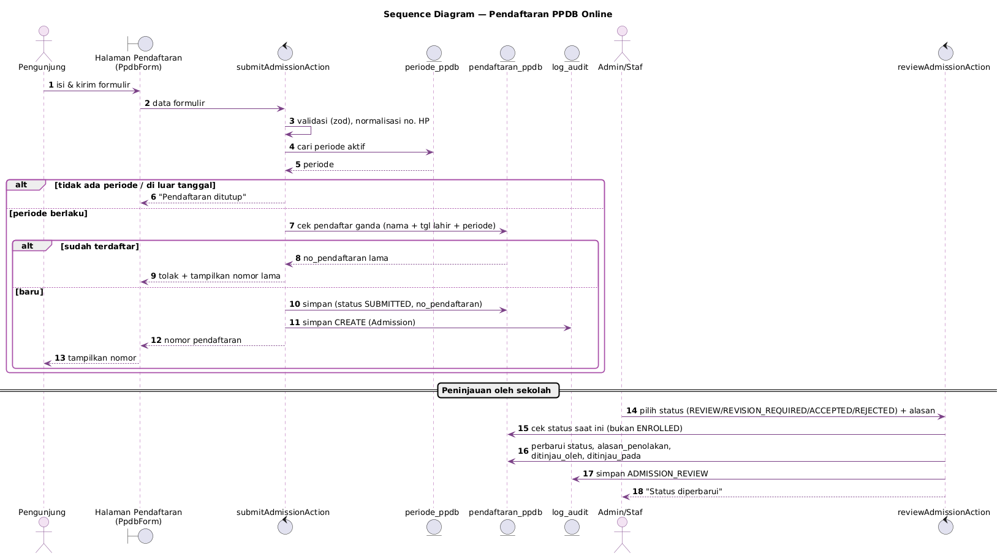 Sequence Diagram — Pendaftaran PPDB Online
Pengunjung
Halaman Pendaftaran
(PpdbForm)
submitAdmissionAction
periode_ppdb
pendaftaran_ppdb
log_audit
Admin/Staf
reviewAdmissionAction
1 isi & kirim formulir
2 data formulir
3 validasi (zod), normalisasi no. HP
4 cari periode aktif
5 periode
alt [tidak ada periode / di luar tanggal]
6 "Pendaftaran ditutup"
[periode berlaku]
7 cek pendaftar ganda (nama + tgl lahir + periode)
alt [sudah terdaftar]
8 no_pendaftaran lama
9 tolak + tampilkan nomor lama
[baru]
10 simpan (status SUBMITTED, no_pendaftaran)
11 simpan CREATE (Admission)
12 nomor pendaftaran
13 tampilkan nomor
Peninjauan oleh sekolah
14 pilih status (REVIEW/REVISION_REQUIRED/ACCEPTED/REJECTED) + alasan
15 cek status saat ini (bukan ENROLLED)
16 perbarui status, alasan_penolakan,
ditinjau_oleh, ditinjau_pada
17 simpan ADMISSION_REVIEW
18 "Status diperbarui"
Pengunjung
Halaman Pendaftaran
(PpdbForm)
submitAdmissionAction
periode_ppdb
pendaftaran_ppdb
log_audit
Admin/Staf
reviewAdmissionAction